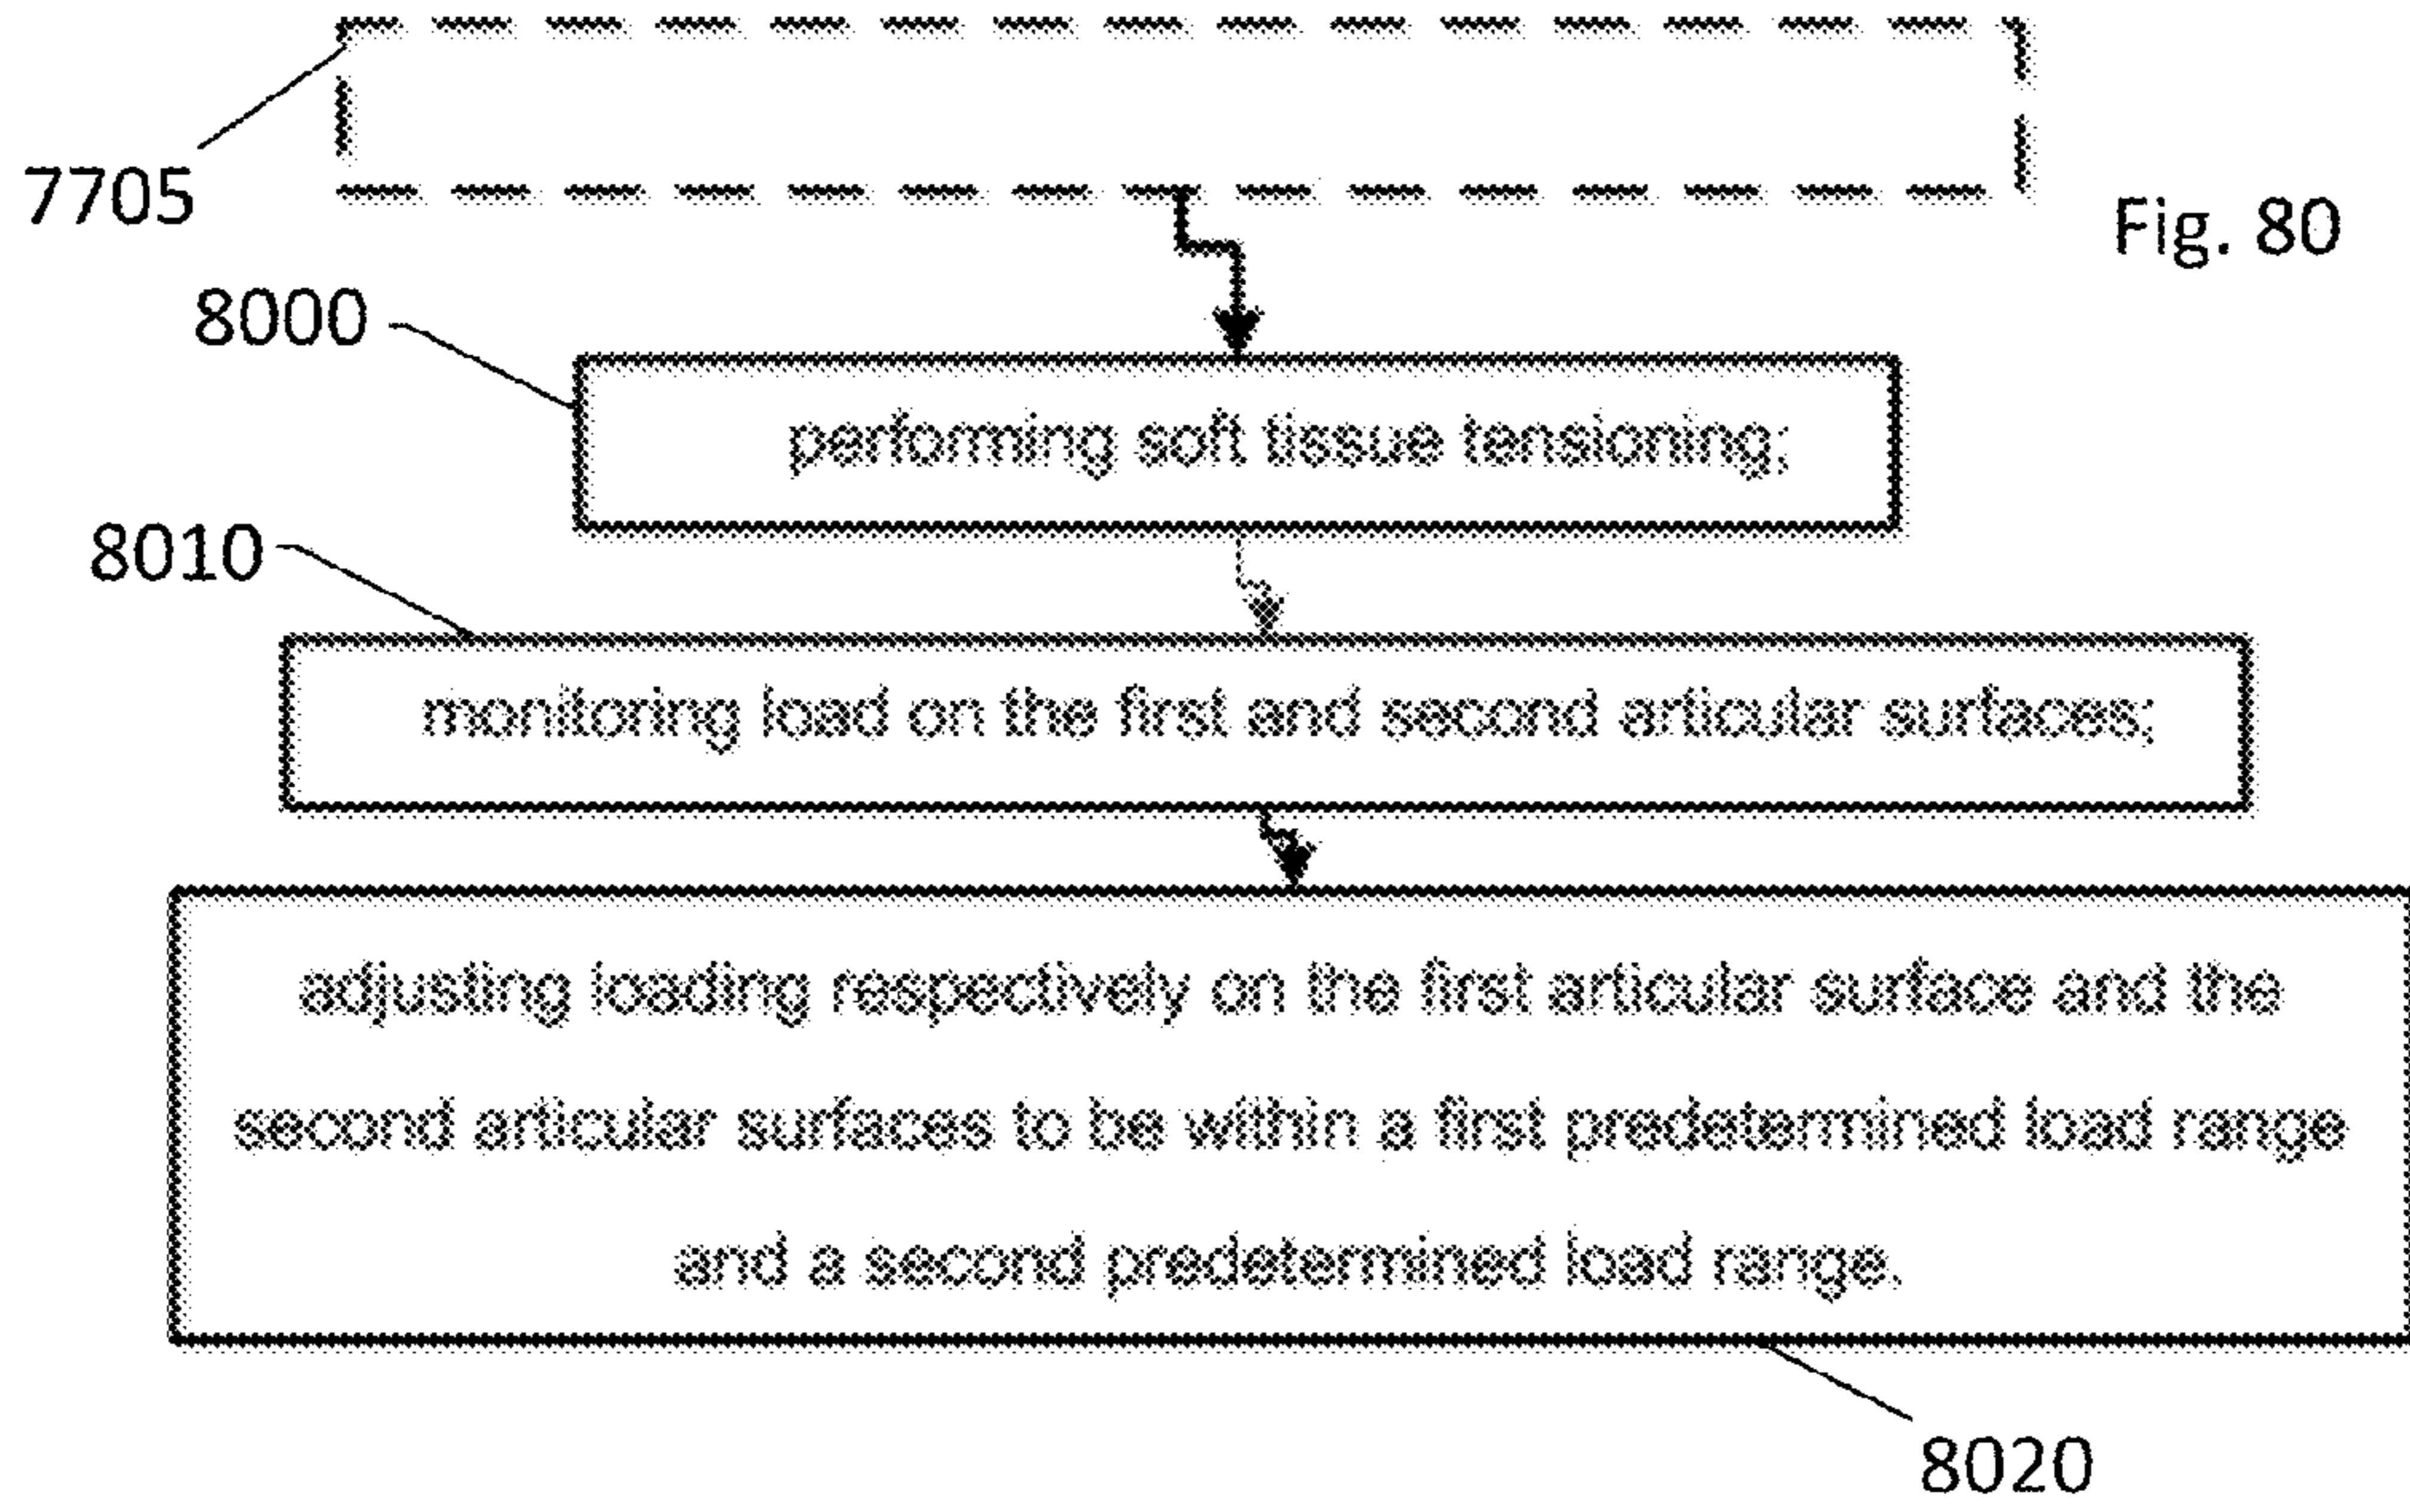 7705
Fig. 80
8000
performing soft tissue tensioning;
8010
monitoring load on the first and second articular surfaces;
adjusting loading respectively on the first articular surface and the
second articular surfaces to be within a first predetermined load range
and a second predetermined load range.
8020